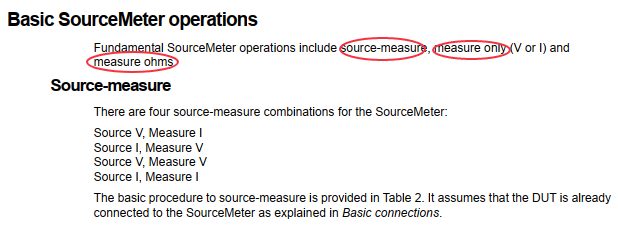 Basic SourceMeter operations
Fundamental SourceMeter operations include source-measure, measure only (V or I) and
measure ohms
Source-measure
There are four source-measure combinations for the SourceMeter:
Source V, Measure I
Source I, Measure V
Source V, Measure V
Source I, Measure I
The basic procedure to source-measure is provided in Table 2. It assumes that the DUT is already
connected to the SourceMeter as explained in Basic connections.